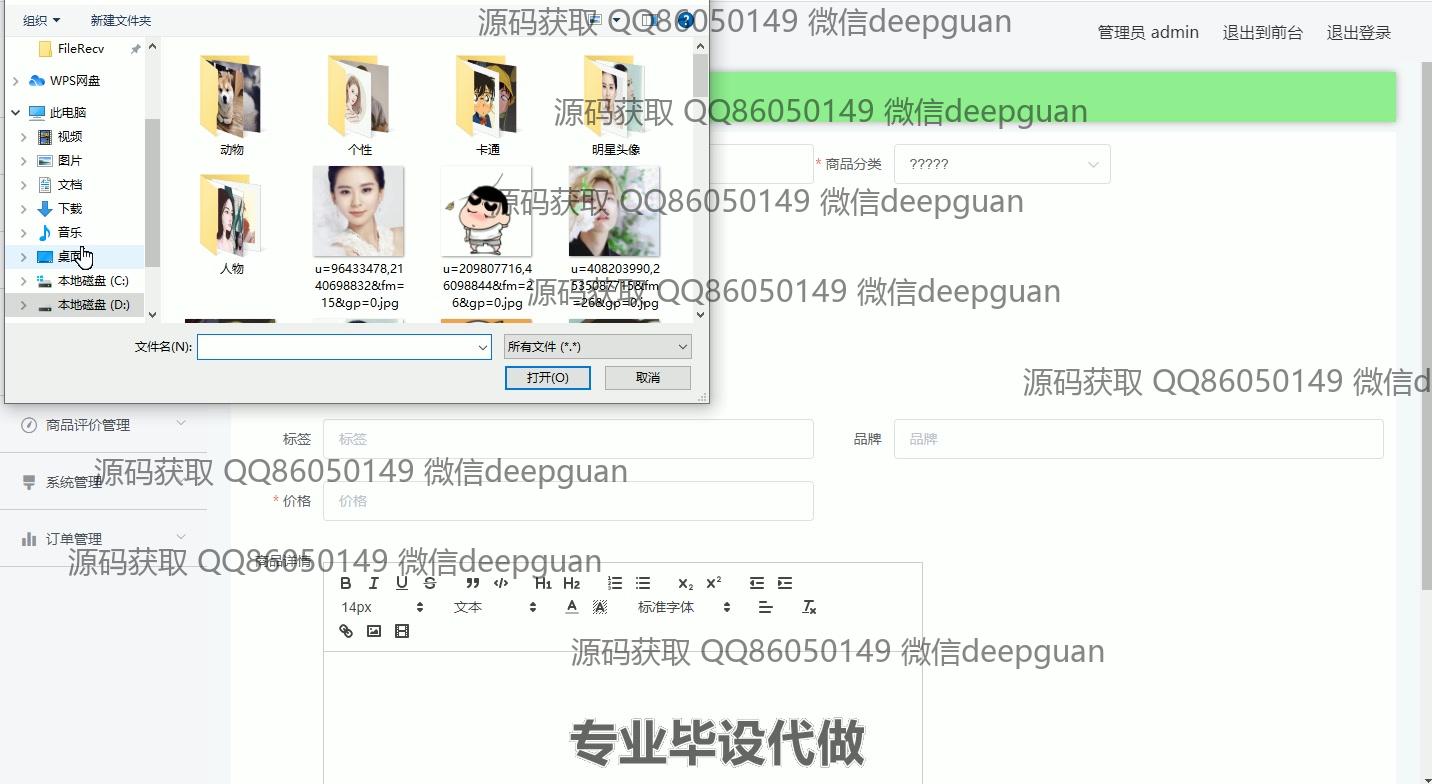 组织 新建文件夹
源码获取 QQ86050149 微信deepguan
管理员 admin 退出到前台 退出登录
FileRecv
WPS网盘
此电脑
视频
图片
文档
下载
音乐
桌面
本地磁盘 (C:)
本地磁盘 (D:)
动物 个性 卡通 明星头像
源码获取 QQ86050149 微信deepguan
* 商品分类 ?????
源码获取 QQ86050149 微信deepguan
人物
u=96433478,21
40698832&fm=
15&gp=0.jpg
u=209807716,4
6098844&fm=2
6&gp=0.jpg
u=408203990,2
535087715&fm
=26&gp=0.jpg
源码获取 QQ86050149 微信deepguan
文件名(N): 所有文件 (*.*)
打开(O) 取消
源码获取 QQ86050149 微信d
商品评价管理
标签 标签 品牌 品牌
系统管理
源码获取 QQ86050149 微信deepguan
* 价格 价格
订单管理
源码获取 QQ86050149 微信deepguan
商品详情
B I U S ” </> H1 H2 X2 X2
14px 文本 A A 标准字体 Tx
源码获取 QQ86050149 微信deepguan
专业毕设代做